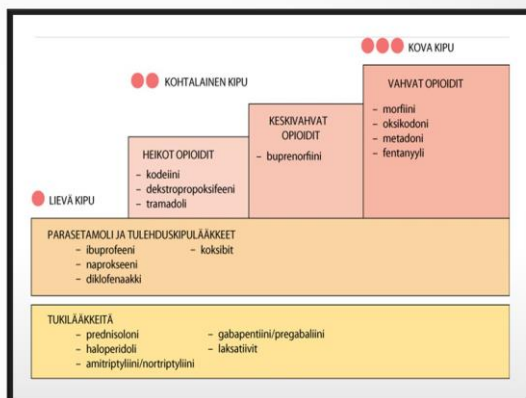 KOVA KIPU
KOHTALAINEN KIPU
VAHVAT OPIOIDIT
– morfiini
– oksikodoni
– metadoni
– fentanyyli
KESKIVAHVAT
OPIOIDIT
– buprenorfiini
HEIKOT OPIOIDIT
– kodeiini
– dekstropropoksifeeni
– tramadoli
LIEVÄ KIPU
PARASETAMOLI JA TULEHDUSKIPULÄÄKKEET
– ibuprofeeni
– naprokseeni
– diklofenaakki
– koksibit
TUKILÄÄKKEITÄ
– prednisoloni
– haloperidoli
– amitriptyliini/nortriptyliini
– gabapentiini/pregabaliini
– laksatiivit